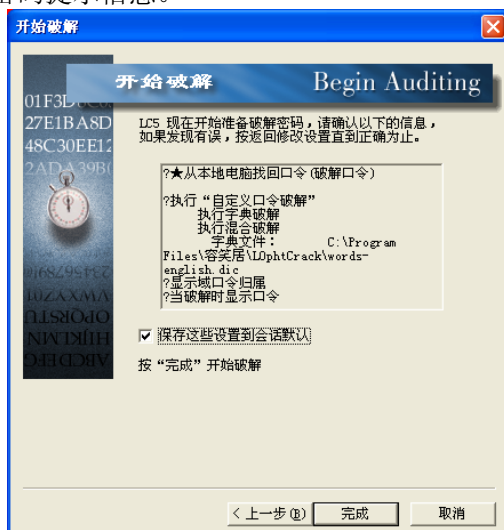 开始破解
开始破解 Begin Auditing
01F3D
27E1BA8D
48C30EE12
2ADA39B0
LC5 现在开始准备破解密码，请确认以下的信息，
如果发现有误，按返回修改设置直到正确为止。
?★从本地电脑找回口令(破解口令)
?执行“自定义口令破解”
执行字典破解
执行混合破解
字典文件： C:\Program
Files\容笑居\LOphtCrack\words-
english.dic
?显示域口令归属
?当破解时显示口令
保存这些设置到会话默认
按“完成”开始破解
<上一步(B) 完成 取消